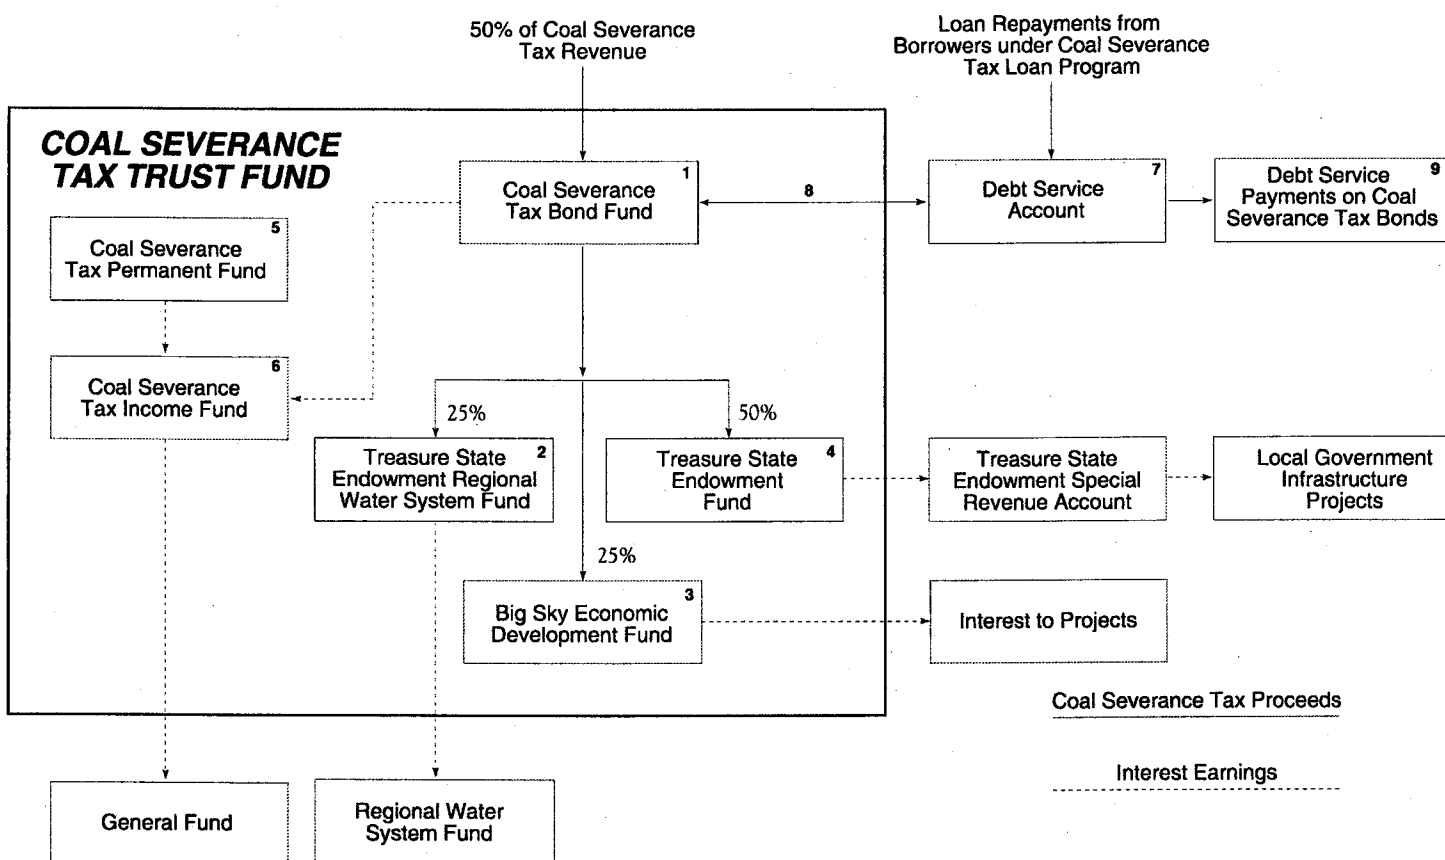 50% of Coal Severance
Tax Revenue
Loan Repayments from
Borrowers under Coal Severance
Tax Loan Program
COAL SEVERANCE
TAX TRUST FUND
1
Coal Severance
Tax Bond Fund
8
7
Debt Service
Account
9
Debt Service
Payments on Coal
Severance Tax Bonds
5
Coal Severance
Tax Permanent Fund
6
Coal Severance
Tax Income Fund
25%
50%
2
Treasure State
Endowment Regional
Water System Fund
4
Treasure State
Endowment
Fund
Treasure State
Endowment Special
Revenue Account
Local Government
Infrastructure
Projects
25%
3
Big Sky Economic
Development Fund
Interest to Projects
Coal Severance Tax Proceeds
Interest Earnings
General Fund
Regional Water
System Fund